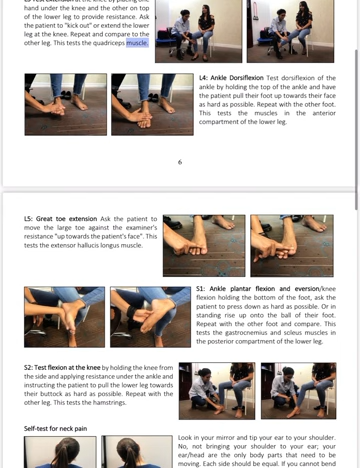 L3 Test extension at the knee by placing one
hand under the knee and the other on top
of the lower leg to provide resistance. Ask
the patient to "kick out" or extend the lower
leg at the knee. Repeat and compare to the
other leg. This tests the quadriceps muscle.
L4: Ankle Dorsiflexion Test dorsiflexion of the
ankle by holding the top of the ankle and have
the patient pull their foot up towards their face
as hard as possible. Repeat with the other foot.
This tests the muscles in the anterior
compartment of the lower leg.
6
L5: Great toe extension Ask the patient to
move the large toe against the examiner's
resistance "up towards the patient's face". This
tests the extensor hallucis longus muscle.
S1: Ankle plantar flexion and eversion/knee
flexion holding the bottom of the foot, ask the
patient to press down as hard as possible. Or in
standing rise up onto the ball of their foot.
Repeat with the other foot and compare. This
tests the gastrocnemius and soleus muscles in
the posterior compartment of the lower leg.
S2: Test flexion at the knee by holding the knee from
the side and applying resistance under the ankle and
instructing the patient to pull the lower leg towards
their buttock as hard as possible. Repeat with the
other leg. This tests the hamstrings.
Self-test for neck pain
Look in your mirror and tip your ear to your shoulder.
No, not bringing your shoulder to your ear; your
ear/head are the only body parts that need to be
moving. Each side should be equal. If you cannot bend